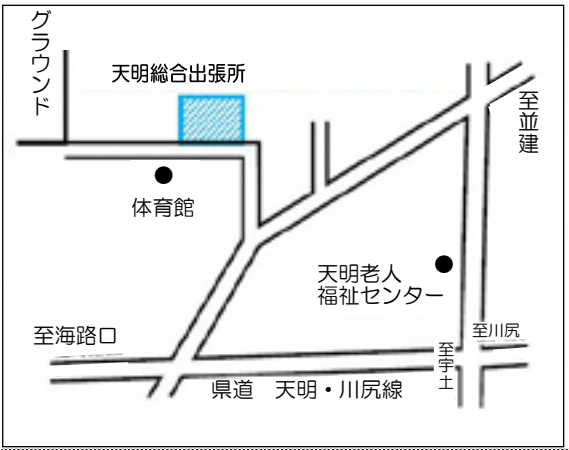 グラウンド
天明総合出張所
至並建
体育館
天明老人
福祉センター
至海路口
至川尻
至宇土
県道　天明・川尻線